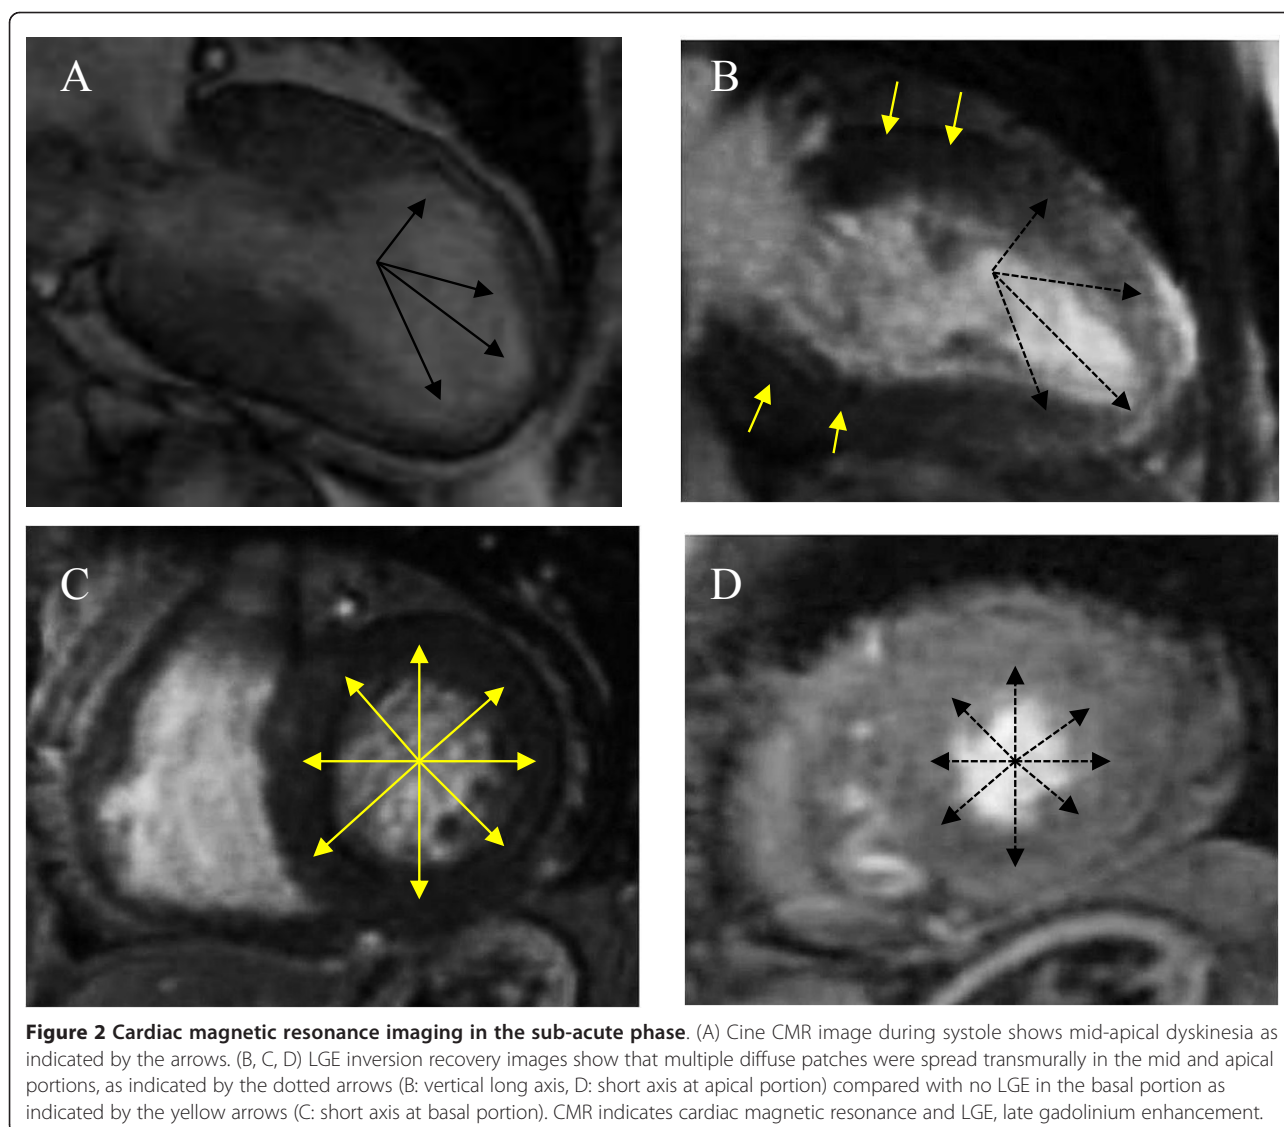 A
B
C
D
Figure 2 Cardiac magnetic resonance imaging in the sub-acute phase. (A) Cine CMR image during systole shows mid-apical dyskinesia as
indicated by the arrows. (B, C, D) LGE inversion recovery images show that multiple diffuse patches were spread transmurally in the mid and apical
portions, as indicated by the dotted arrows (B: vertical long axis, D: short axis at apical portion) compared with no LGE in the basal portion as
indicated by the yellow arrows (C: short axis at basal portion). CMR indicates cardiac magnetic resonance and LGE, late gadolinium enhancement.